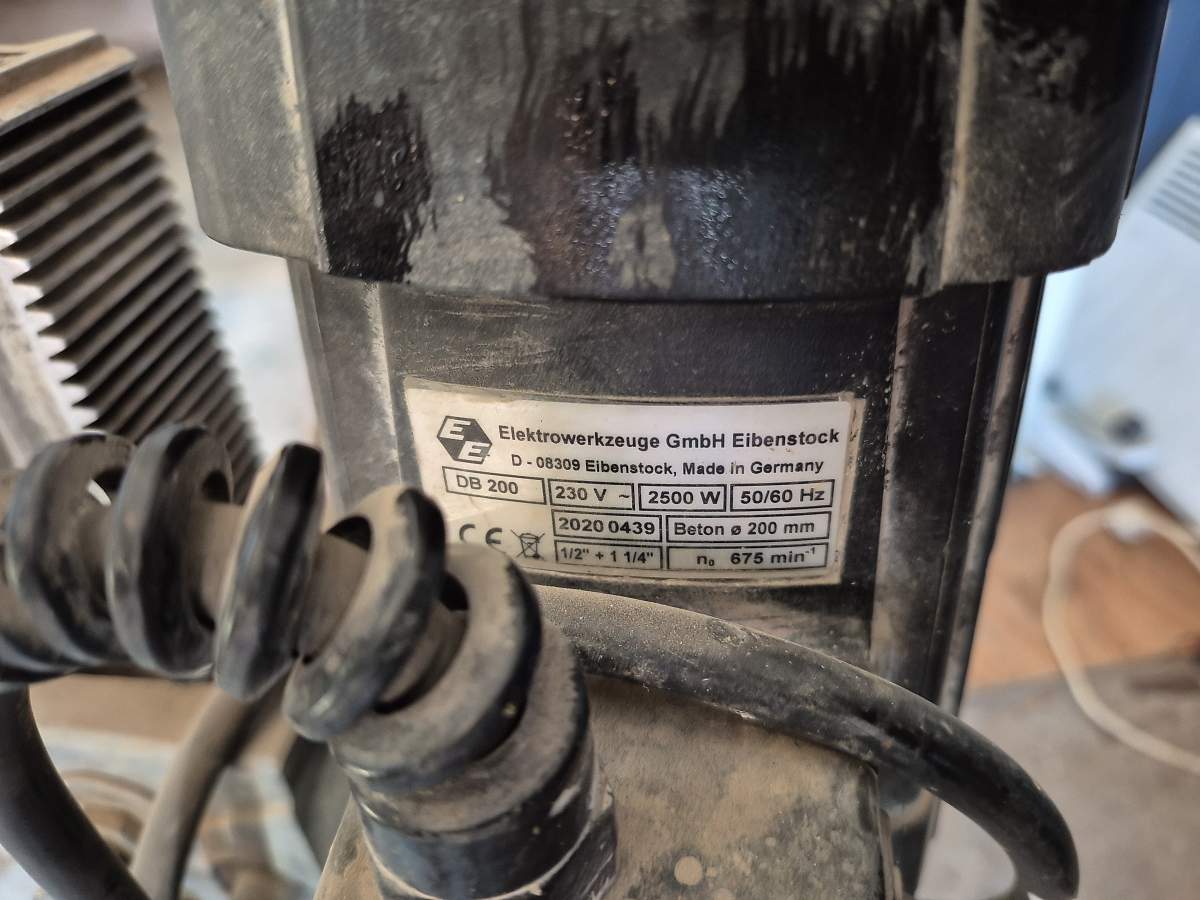 EE Elektrowerkzeuge GmbH Eibenstock
D - 08309 Eibenstock, Made in Germany
DB 200 230 V ~ 2500 W 50/60 Hz
2020 0439 Beton ø 200 mm
CE 1/2" + 1 1/4" n₀ 675 min⁻¹